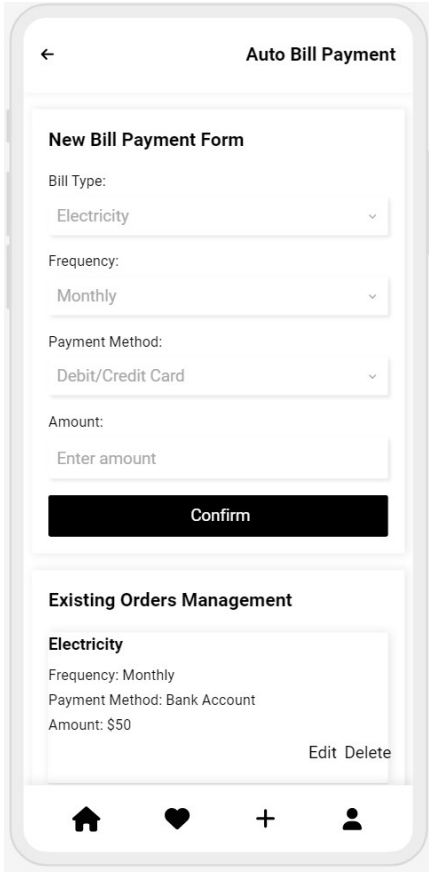 Auto Bill Payment
New Bill Payment Form
Bill Type:
Electricity
Frequency:
Monthly
Payment Method:
Debit/Credit Card
Amount:
Enter amount
Confirm
Existing Orders Management
Electricity
Frequency: Monthly
Payment Method: Bank Account
Amount: $50
Edit Delete